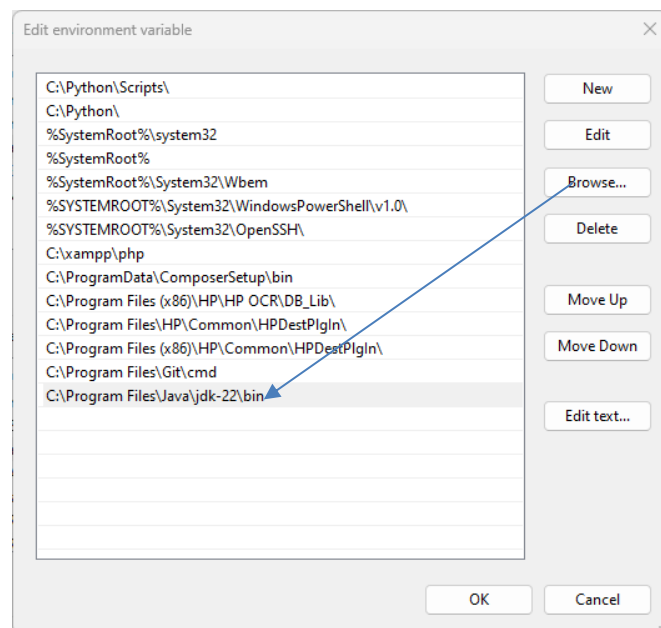 Edit environment variable
C:\Python\Scripts\
C:\Python\
%SystemRoot%\system32
%SystemRoot%
%SystemRoot%\System32\Wbem
%SYSTEMROOT%\System32\WindowsPowerShell\v1.0\
%SYSTEMROOT%\System32\OpenSSH\
C:\xampp\php
C:\ProgramData\ComposerSetup\bin
C:\Program Files (x86)\HP\HP OCR\DB_Lib\
C:\Program Files\HP\Common\HPDestPlgIn\
C:\Program Files (x86)\HP\Common\HPDestPlgIn\
C:\Program Files\Git\cmd
C:\Program Files\Java\jdk-22\bin
New
Edit
Browse...
Delete
Move Up
Move Down
Edit text...
OK
Cancel